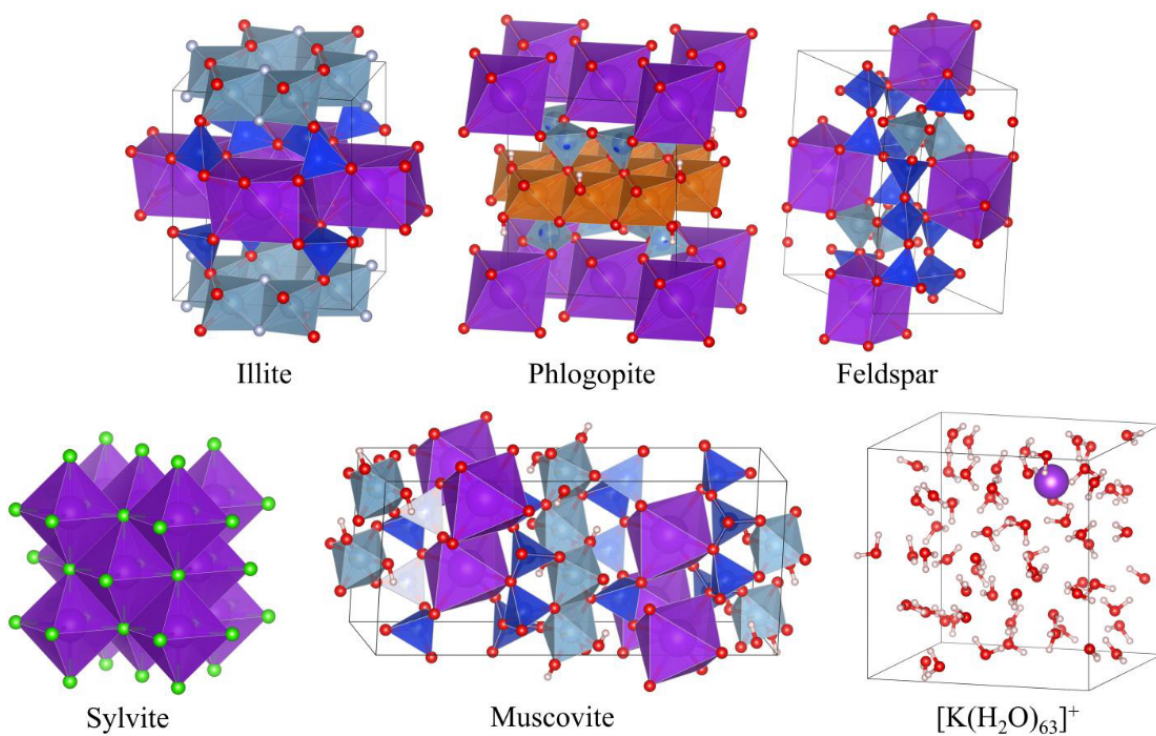 Illite
Phlogopite
Feldspar
Sylvite
Muscovite
[K(H₂O)₆₃]⁺